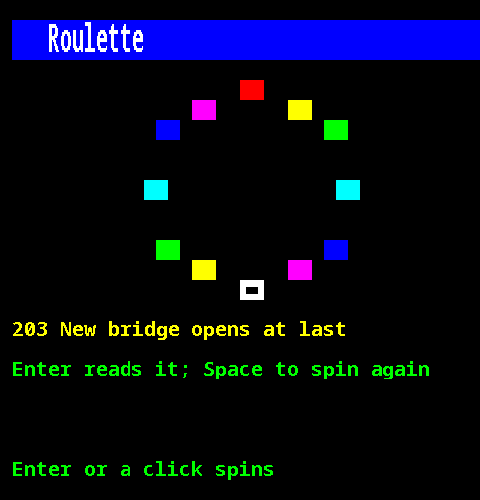 Roulette
203 New bridge opens at last
Enter reads it; Space to spin again
Enter or a click spins